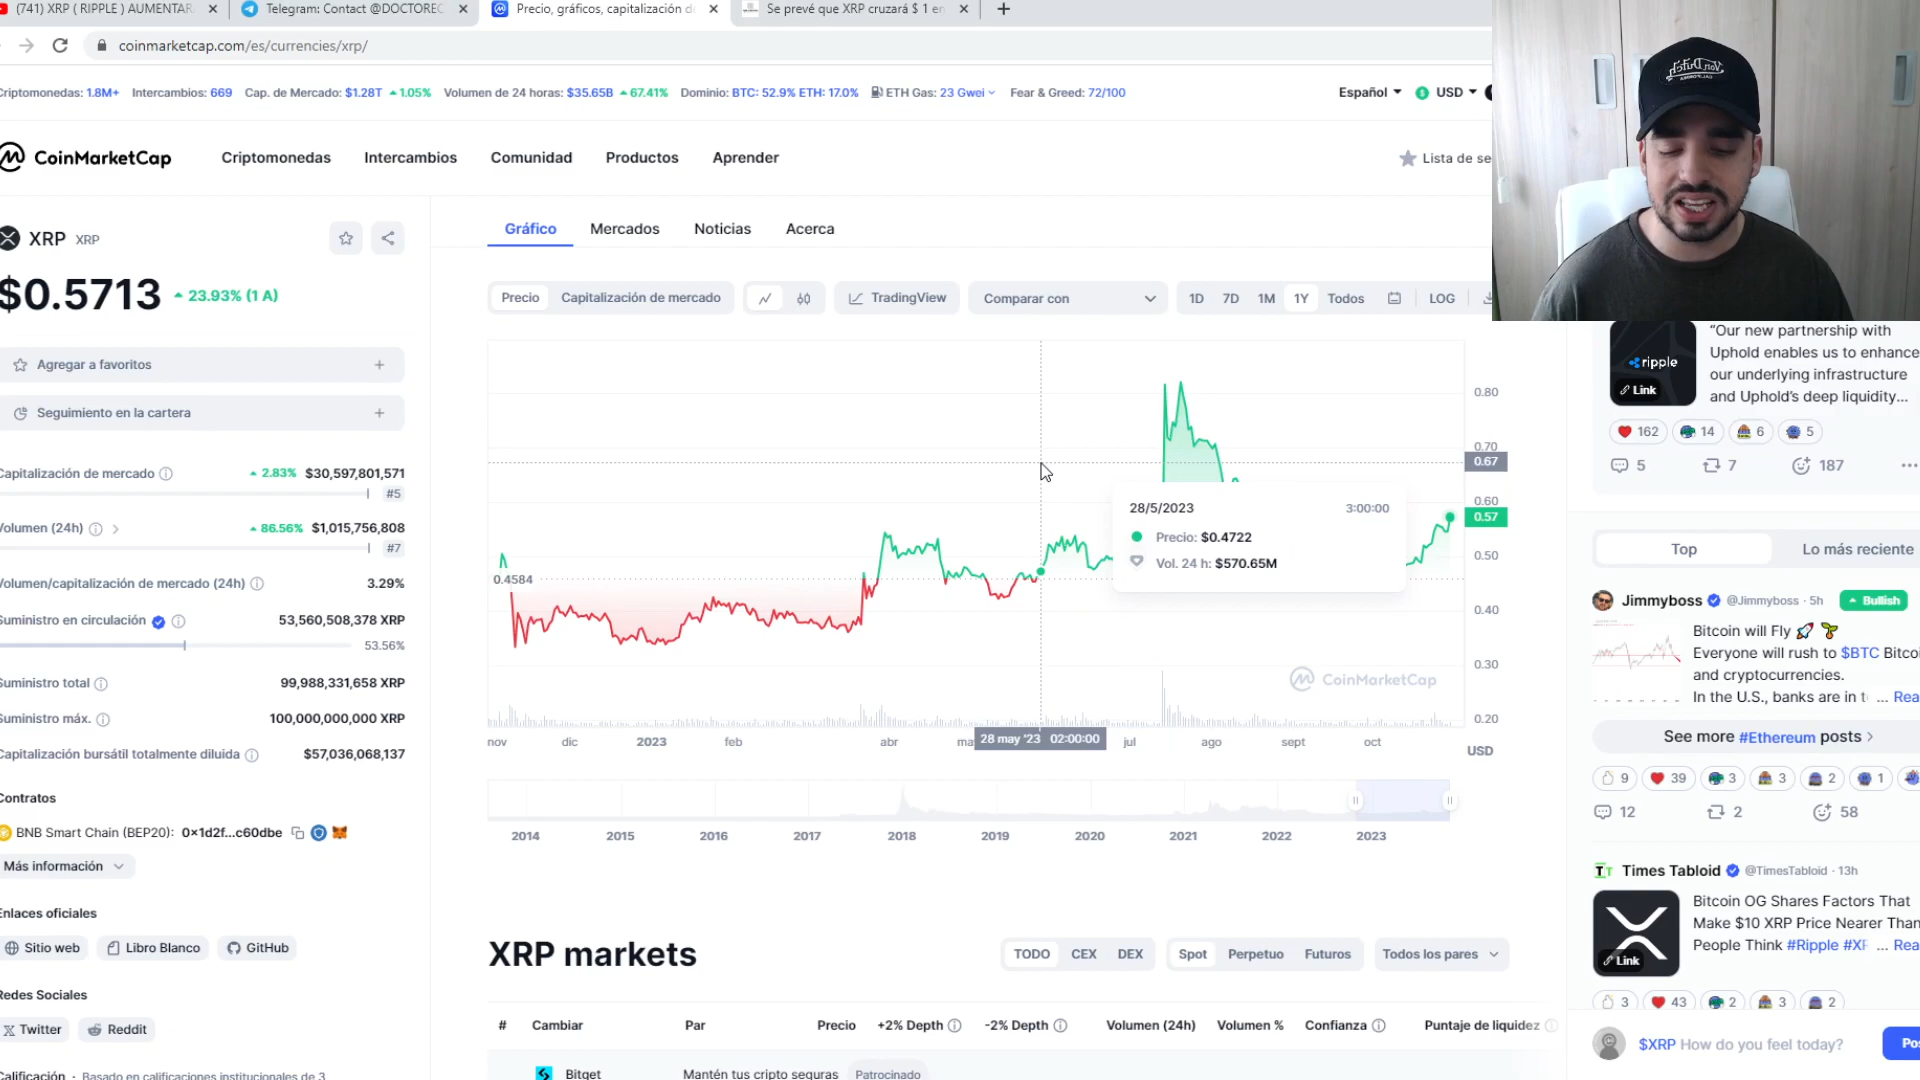 (741) XRP ( RIPPLE ) AUMENTAR
Telegram: Contact @DOCTOREC
Precio, gráficos, capitalización d
Se prevé que XRP cruzará $ 1 en
coinmarketcap.com/es/currencies/xrp/
Criptomonedas: 1.8M+ Intercambios: 669 Cap. de Mercado: $1.28T 1.05% Volumen de 24 horas: $35.65B 67.41% Dominio: BTC: 52.9% ETH: 17.0% ETH Gas: 23 Gwei Fear & Greed: 72/100
Español USD
CoinMarketCap
Criptomonedas Intercambios Comunidad Productos Aprender
Lista de se
XRP XRP
$0.5713 23.93% (1 A)
Agregar a favoritos +
Seguimiento en la cartera +
Capitalización de mercado 2.83% $30,597,801,571
#5
Volumen (24h) 86.56% $1,015,756,808
#7
Volumen/capitalización de mercado (24h) 3.29%
Suministro en circulación 53,560,508,378 XRP
53.56%
Suministro total 99,988,331,658 XRP
Suministro máx. 100,000,000,000 XRP
Capitalización bursátil totalmente diluida $57,036,068,137
Contratos
BNB Smart Chain (BEP20): 0x1d2f...c60dbe
Más información
Enlaces oficiales
Sitio web Libro Blanco GitHub
Redes Sociales
Twitter Reddit
Calificación · Basado en calificaciones institucionales de 3
Gráfico Mercados Noticias Acerca
Precio Capitalización de mercado TradingView Comparar con 1D 7D 1M 1Y Todos LOG
0.80
0.70
0.67
0.60
0.57
0.50
0.40
0.30
0.20
USD
0.4584
28/5/2023 3:00:00
Precio: $0.4722
Vol. 24 h: $570.65M
CoinMarketCap
nov dic 2023 feb abr ma 28 may '23 02:00:00 jul ago sept oct
2014 2015 2016 2017 2018 2019 2020 2021 2022 2023
XRP markets
TODO CEX DEX Spot Perpetuo Futuros Todos los pares
# Cambiar Par Precio +2% Depth -2% Depth Volumen (24h) Volumen % Confianza Puntaje de liquidez
Bitget Mantén tus cripto seguras Patrocinado
Von Dutch
ripple
Link
“Our new partnership with
Uphold enables us to enhance
our underlying infrastructure
and Uphold’s deep liquidity...
162 14 6 5
5 7 187
Top Lo más reciente
Jimmyboss @Jimmyboss · 5h Bullish
Bitcoin will Fly
Everyone will rush to $BTC Bitcoi
and cryptocurrencies.
In the U.S., banks are in t ... Rea
See more #Ethereum posts
9 39 3 3 2 1
12 2 58
Times Tabloid @TimesTabloid · 13h
Bitcoin OG Shares Factors That
Make $10 XRP Price Nearer Than
People Think #Ripple #XR ... Rea
Link
3 43 2 3 2
$XRP How do you feel today?
Pos